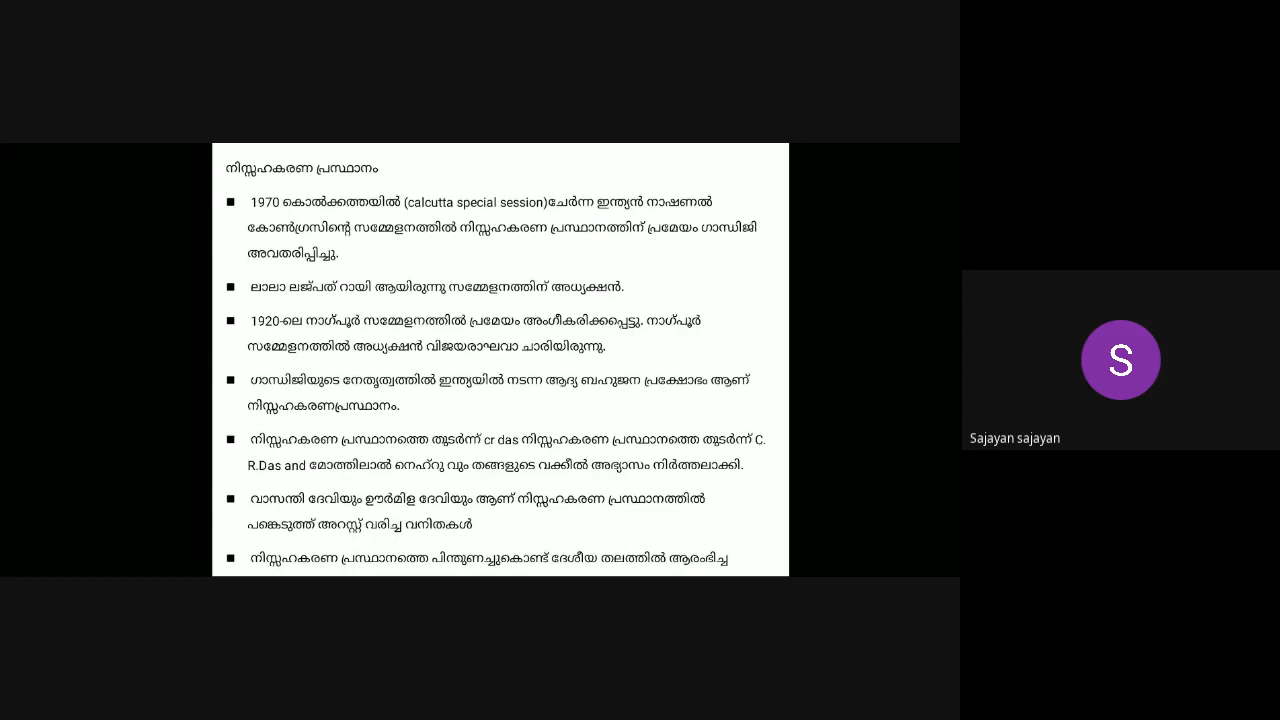 നിസ്സഹകരണ പ്രസ്ഥാനം
■ 1970 കൊൽക്കത്തയിൽ (calcutta special session)ചേർന്ന ഇന്ത്യൻ നാഷണൽ
കോൺഗ്രസിന്റെ സമ്മേളനത്തിൽ നിസ്സഹകരണ പ്രസ്ഥാനത്തിന് പ്രമേയം ഗാന്ധിജി
അവതരിപ്പിച്ചു.
■ ലാലാ ലജ്പത് റായി ആയിരുന്നു സമ്മേളനത്തിന് അധ്യക്ഷൻ.
■ 1920-ലെ നാഗ്പൂർ സമ്മേളനത്തിൽ പ്രമേയം അംഗീകരിക്കപ്പെട്ടു. നാഗ്പൂർ
സമ്മേളനത്തിൽ അധ്യക്ഷൻ വിജയരാഘവാ ചാരിയിരുന്നു.
■ ഗാന്ധിജിയുടെ നേതൃത്വത്തിൽ ഇന്ത്യയിൽ നടന്ന ആദ്യ ബഹുജന പ്രക്ഷോഭം ആണ്
നിസ്സഹകരണപ്രസ്ഥാനം.
■ നിസ്സഹകരണ പ്രസ്ഥാനത്തെ തുടർന്ന് cr das നിസ്സഹകരണ പ്രസ്ഥാനത്തെ തുടർന്ന് C.
R.Das and മോത്തിലാൽ നെഹ്റു വും തങ്ങളുടെ വക്കീൽ അഭ്യാസം നിർത്തലാക്കി.
■ വാസന്തി ദേവിയും ഊർമിള ദേവിയും ആണ് നിസ്സഹകരണ പ്രസ്ഥാനത്തിൽ
പങ്കെടുത്ത് അറസ്റ്റ് വരിച്ച വനിതകൾ
■ നിസ്സഹകരണ പ്രസ്ഥാനത്തെ പിന്തുണച്ചുകൊണ്ട് ദേശീയ തലത്തിൽ ആരംഭിച്ച
S
Sajayan sajayan